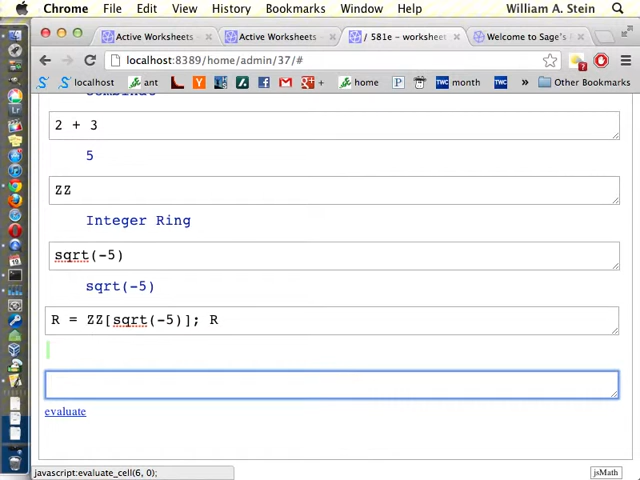 Chrome File Edit View History Bookmarks Window Help William A. Stein
Active Worksheets Active Worksheets / 581e – worksheets Welcome to Sage's
localhost:8389/home/admin/37/#
localhost ant home month Other Bookmarks
2 + 3
5
ZZ
Integer Ring
sqrt(-5)
sqrt(-5)
R = ZZ[sqrt(-5)]; R
evaluate
javascript:evaluate_cell(6, 0);
jsMath